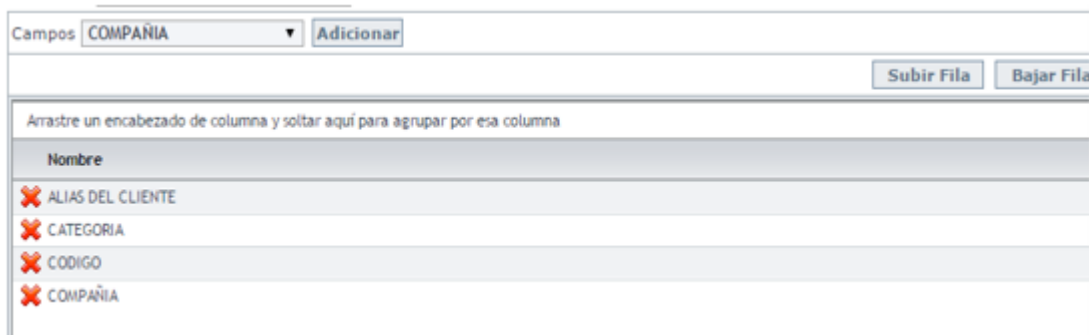 Campos COMPAÑIA Adicionar
Subir Fila Bajar Fila
Arrastre un encabezado de columna y soltar aquí para agrupar por esa columna
Nombre
ALIAS DEL CLIENTE
CATEGORIA
CODIGO
COMPAÑIA